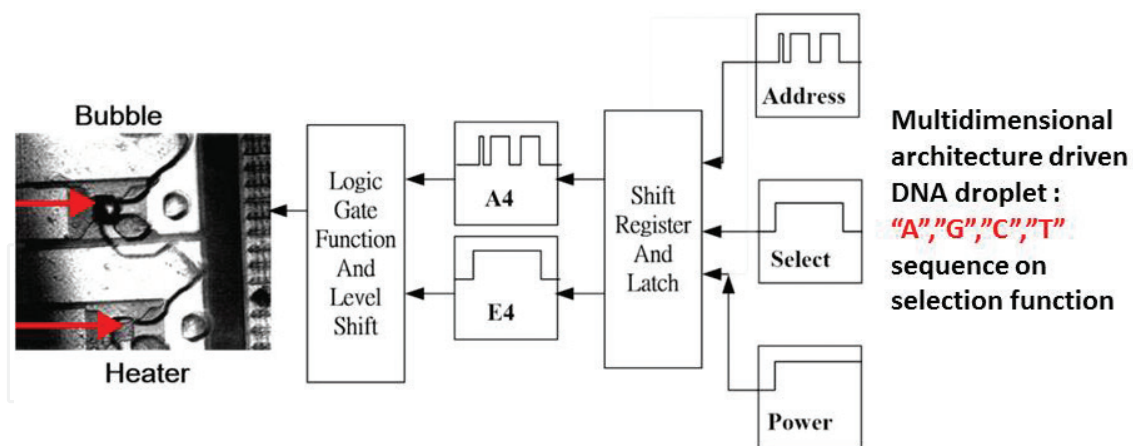 Bubble
Heater
Logic
Gate
Function
And
Level
Shift
A4
E4
Shift
Register
And
Latch
Address
Select
Power
Multidimensional
architecture driven
DNA droplet :
“A”,”G”,”C”,”T”
sequence on
selection function